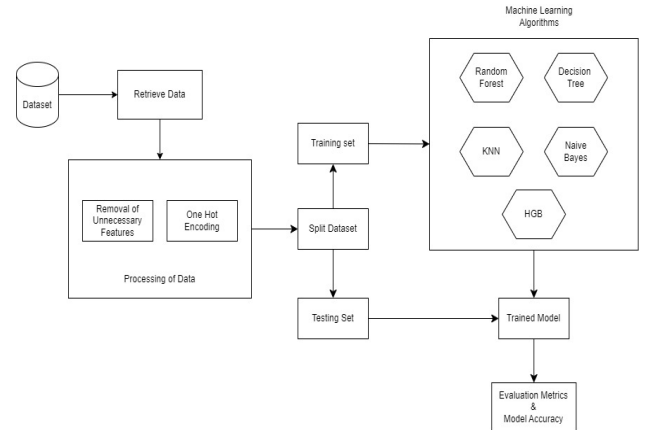 Machine Learning
Algorithms
Dataset
Retrieve Data
Random
Forest
Decision
Tree
Training set
KNN
Naive
Bayes
Removal of
Unnecessary
Features
One Hot
Encoding
Processing of Data
Split Dataset
HGB
Testing Set
Trained Model
Evaluation Metrics
&
Model Accuracy